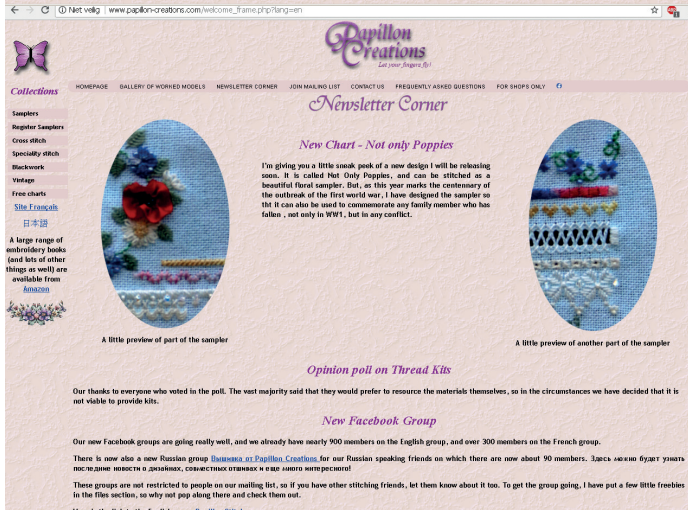 Niet veilig | www.papillon-creations.com/welcome_frame.php?lang=en
Papillon
Creations
Let your fingers fly!
HOMEPAGE GALLERY OF WORKED MODELS NEWSLETTER CORNER JOIN MAILING LIST CONTACT US FREQUENTLY ASKED QUESTIONS FOR SHOPS ONLY
Collections
Samplers
Register Samplers
Cross stitch
Speciality stitch
Blackwork
Vintage
Free charts
Site Français
日本語
A large range of
embroidery books
(and lots of other
things as well) are
available from
Amazon
Newsletter Corner
New Chart - Not only Poppies
I'm giving you a little sneak peek of a new design I will be releasing
soon. It is called Not Only Poppies, and can be stitched as a
beautiful floral sampler. But, as this year marks the centenary of
the outbreak of the first world war, I have designed the sampler so
tht it can also be used to commemorate any family member who has
fallen , not only in WW1, but in any conflict.
A little preview of part of the sampler
A little preview of another part of the sampler
Opinion poll on Thread Kits
Our thanks to everyone who voted in the poll. The vast majority said that they would prefer to resource the materials themselves, so in the circumstances we have decided that it is
not viable to provide kits.
New Facebook Group
Our new Facebook groups are going really well, and we already have nearly 900 members on the English group, and over 300 members on the French group.
There is now also a new Russian group Вышивка от Papillon Creations for our Russian speaking friends on which there are now about 90 members. Здесь можно будет узнать
последние новости о дизайнах, совместных отшивах и еще много интересного!
These groups are not restricted to people on our mailing list, so if you have other stitching friends, let them know about it too. To get the group going, I have put a few little freebies
in the files section, so why not pop along there and check them out.